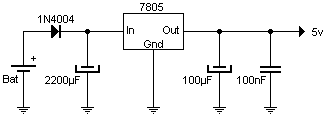 7805
1N4004
In
Out
5v
Gnd
+
Bat
2200µF
100µF
100nF